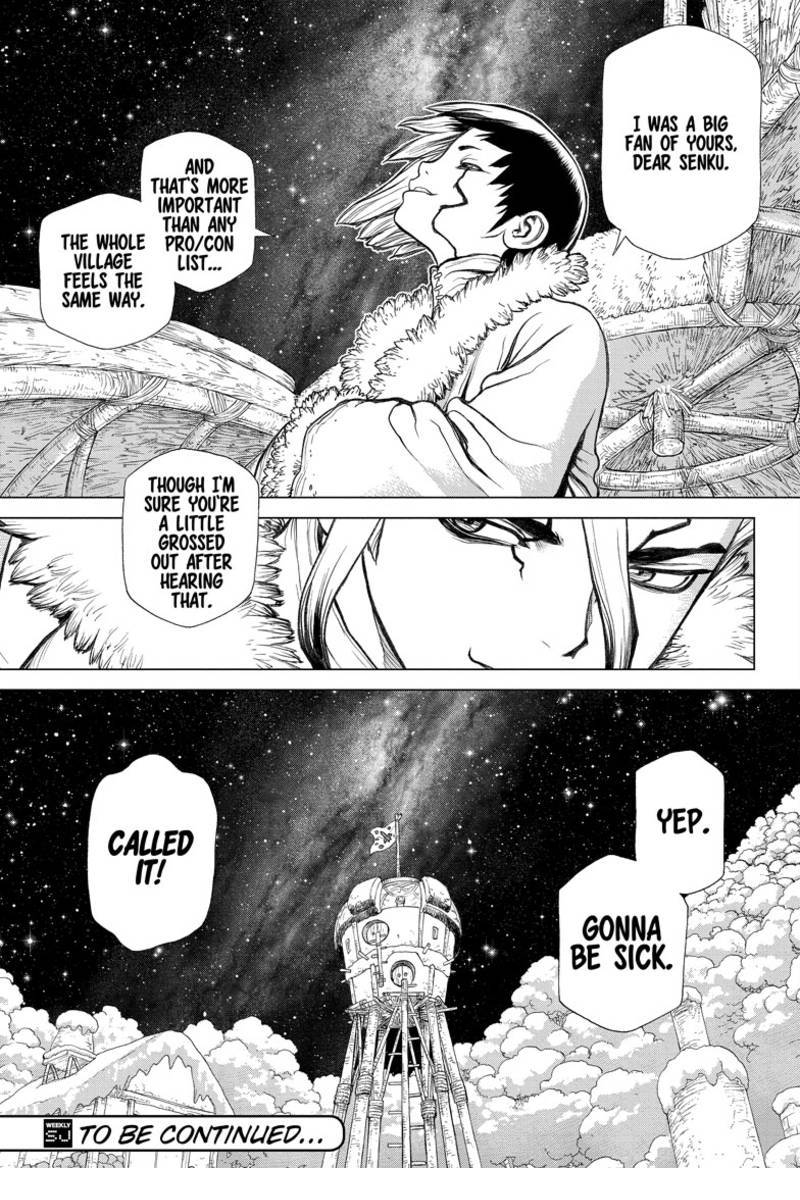 I WAS A BIG
FAN OF YOURS,
DEAR SENKU.
AND
THAT'S MORE
IMPORTANT
THAN ANY
PRO/CON
LIST...
THE WHOLE
VILLAGE
FEELS THE
SAME WAY.
THOUGH I'M
SURE YOU'RE
A LITTLE
GROSSED
OUT AFTER
HEARING
THAT.
YEP.
GONNA
BE SICK.
CALLED
IT!
WEEKLY
SJ
TO BE CONTINUED...